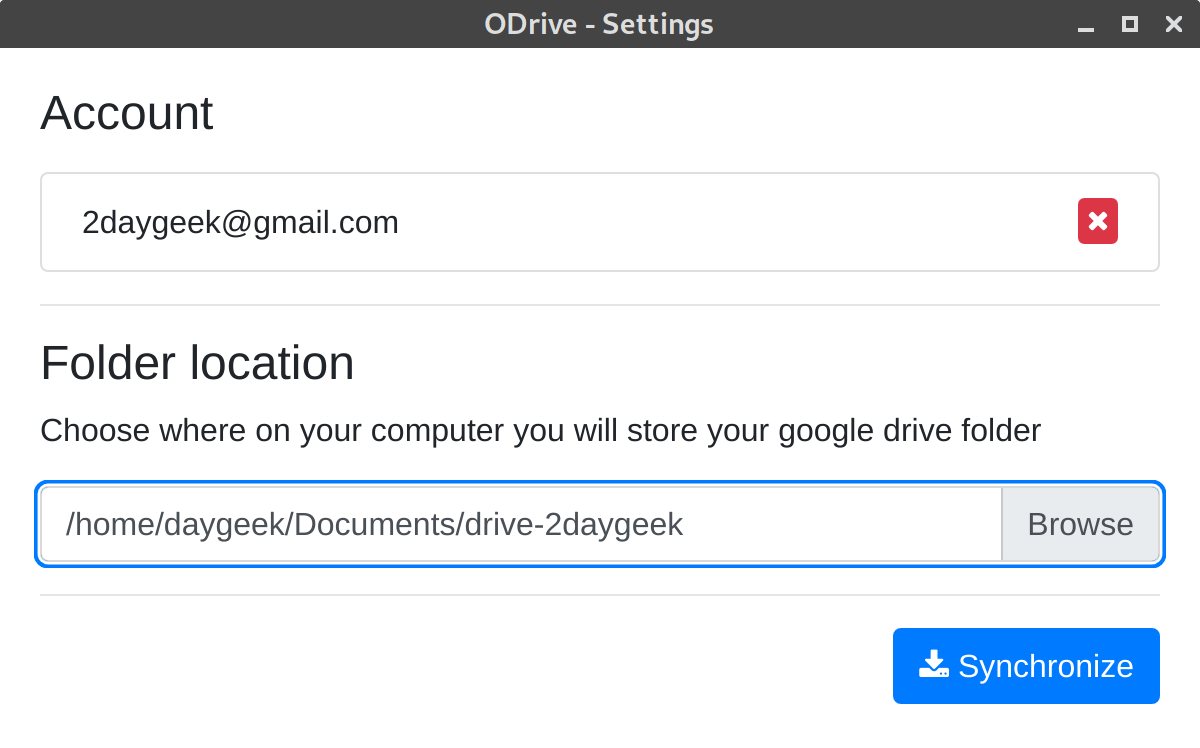 ODrive - Settings
Account
2daygeek@gmail.com
Folder location
Choose where on your computer you will store your google drive folder
/home/daygeek/Documents/drive-2daygeek
Browse
Synchronize